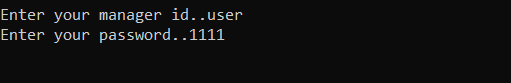 Enter your manager id..user
Enter your password..1111